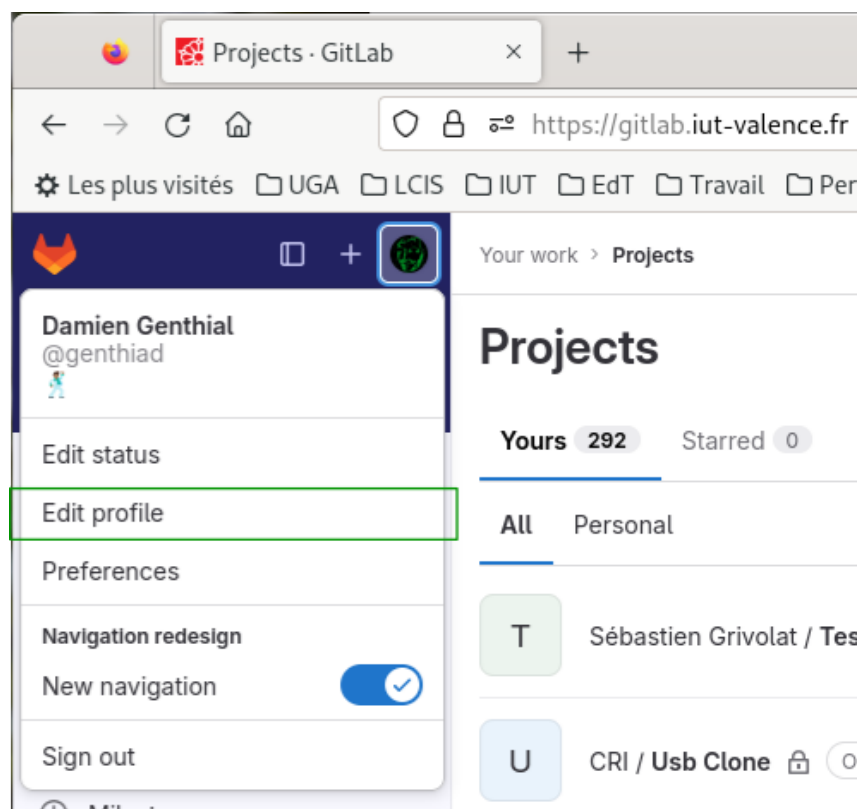 Projects · GitLab
https://gitlab.iut-valence.fr
Les plus visités UGA LCIS IUT EdT Travail
Your work > Projects
Damien Genthial
@genthiad
Edit status
Edit profile
Preferences
Navigation redesign
New navigation
Sign out
Projects
Yours 292 Starred 0
All Personal
T Sébastien Grivolat /
U CRI / Usb Clone